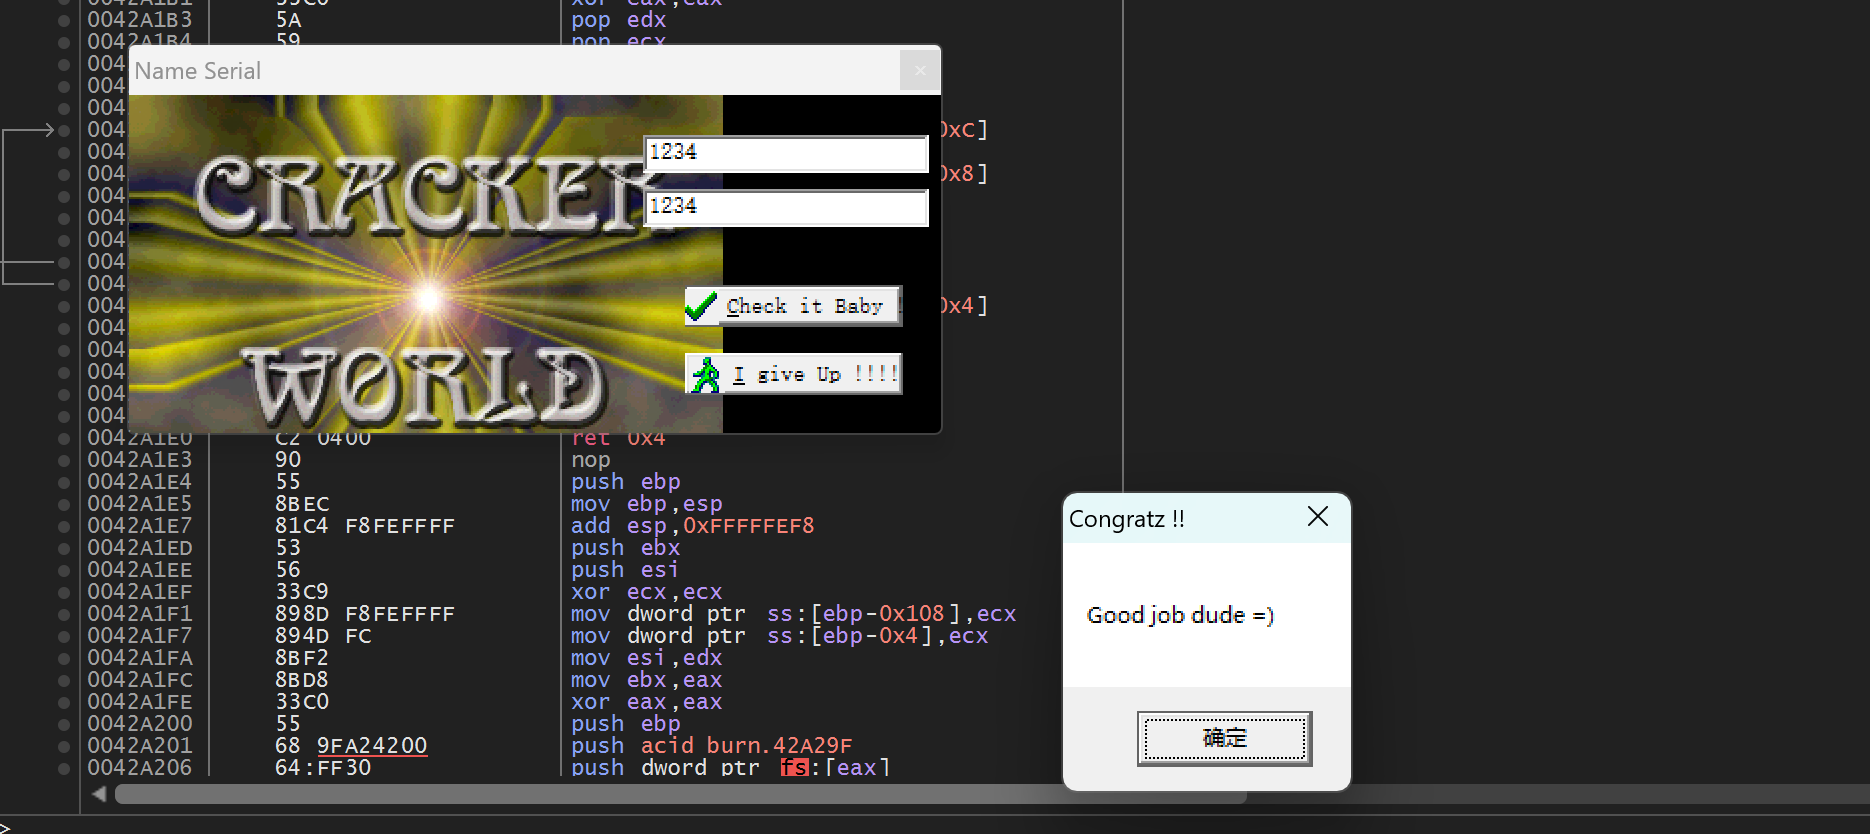 0042A1B1 33C0 xor eax,eax
0042A1B3 5A pop edx
0042A1B4 59 pop ecx
004
Name Serial
004
004
004 0xC]
004
CRACKER
1234
004 0x8]
004
1234
004
004
004
004
Check it Baby !
004 0x4]
004
004
WORLD
I give Up !!!!
004
004
004
0042A1E0 C2 0400 ret 0x4
0042A1E3 90 nop
0042A1E4 55 push ebp
0042A1E5 8BEC mov ebp,esp
0042A1E7 81C4 F8FEFFFF add esp,0xFFFFFEF8
0042A1ED 53 push ebx
0042A1EE 56 push esi
0042A1EF 33C9 xor ecx,ecx
0042A1F1 898D F8FEFFFF mov dword ptr ss:[ebp-0x108],ecx
0042A1F7 894D FC mov dword ptr ss:[ebp-0x4],ecx
0042A1FA 8BF2 mov esi,edx
0042A1FC 8BD8 mov ebx,eax
0042A1FE 33C0 xor eax,eax
0042A200 55 push ebp
0042A201 68 9FA24200 push acid burn.42A29F
0042A206 64:FF30 push dword ptr fs:[eax]
Congratz !!
Good job dude =)
确定